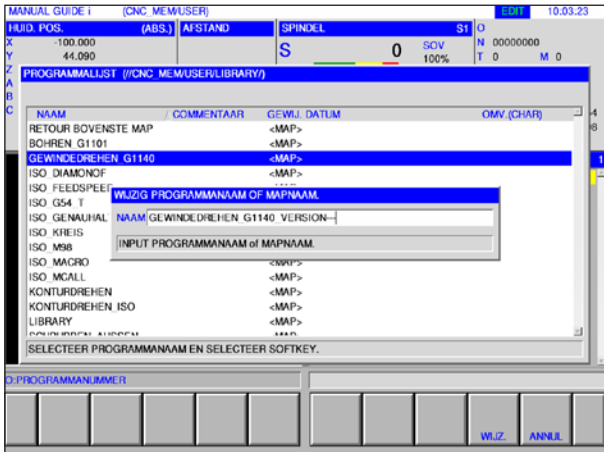 MANUAL GUIDE i (CNC_MEM/USER) EDIT 10:03.23
HUID. POS. (ABS.) AFSTAND SPINDEL S1 O
X -100.000 S 0 SOV 100% N 00000000
Y 44.090 T 0 M 0
Z
A
B
C
PROGRAMMALIJST (//CNC_MEM/USER/LIBRARY/)
NAAM / COMMENTAAR GEWIJ. DATUM OMV.(CHAR)
RETOUR BOVENSTE MAP <MAP>
BOHREN_G1101 <MAP>
GEWINDEDREHEN_G1140 <MAP>
ISO_DIAMONOF <MAP>
ISO_FEEDSPEED
ISO_G54_T
ISO_GENAUHAL
ISO_KREIS
ISO_M98
ISO_MACRO <MAP>
ISO_MCALL <MAP>
KONTURDREHEN <MAP>
KONTURDREHEN_ISO <MAP>
LIBRARY <MAP>
WIJZIG PROGRAMMANAAM OF MAPNAAM.
NAAM GEWINDEDREHEN_G1140_VERSION--
INPUT PROGRAMMANAAM of MAPNAAM.
SELECTEER PROGRAMMANAAM EN SELECTEER SOFTKEY.
O:PROGRAMMANUMMER
WIJZ. ANNUL.